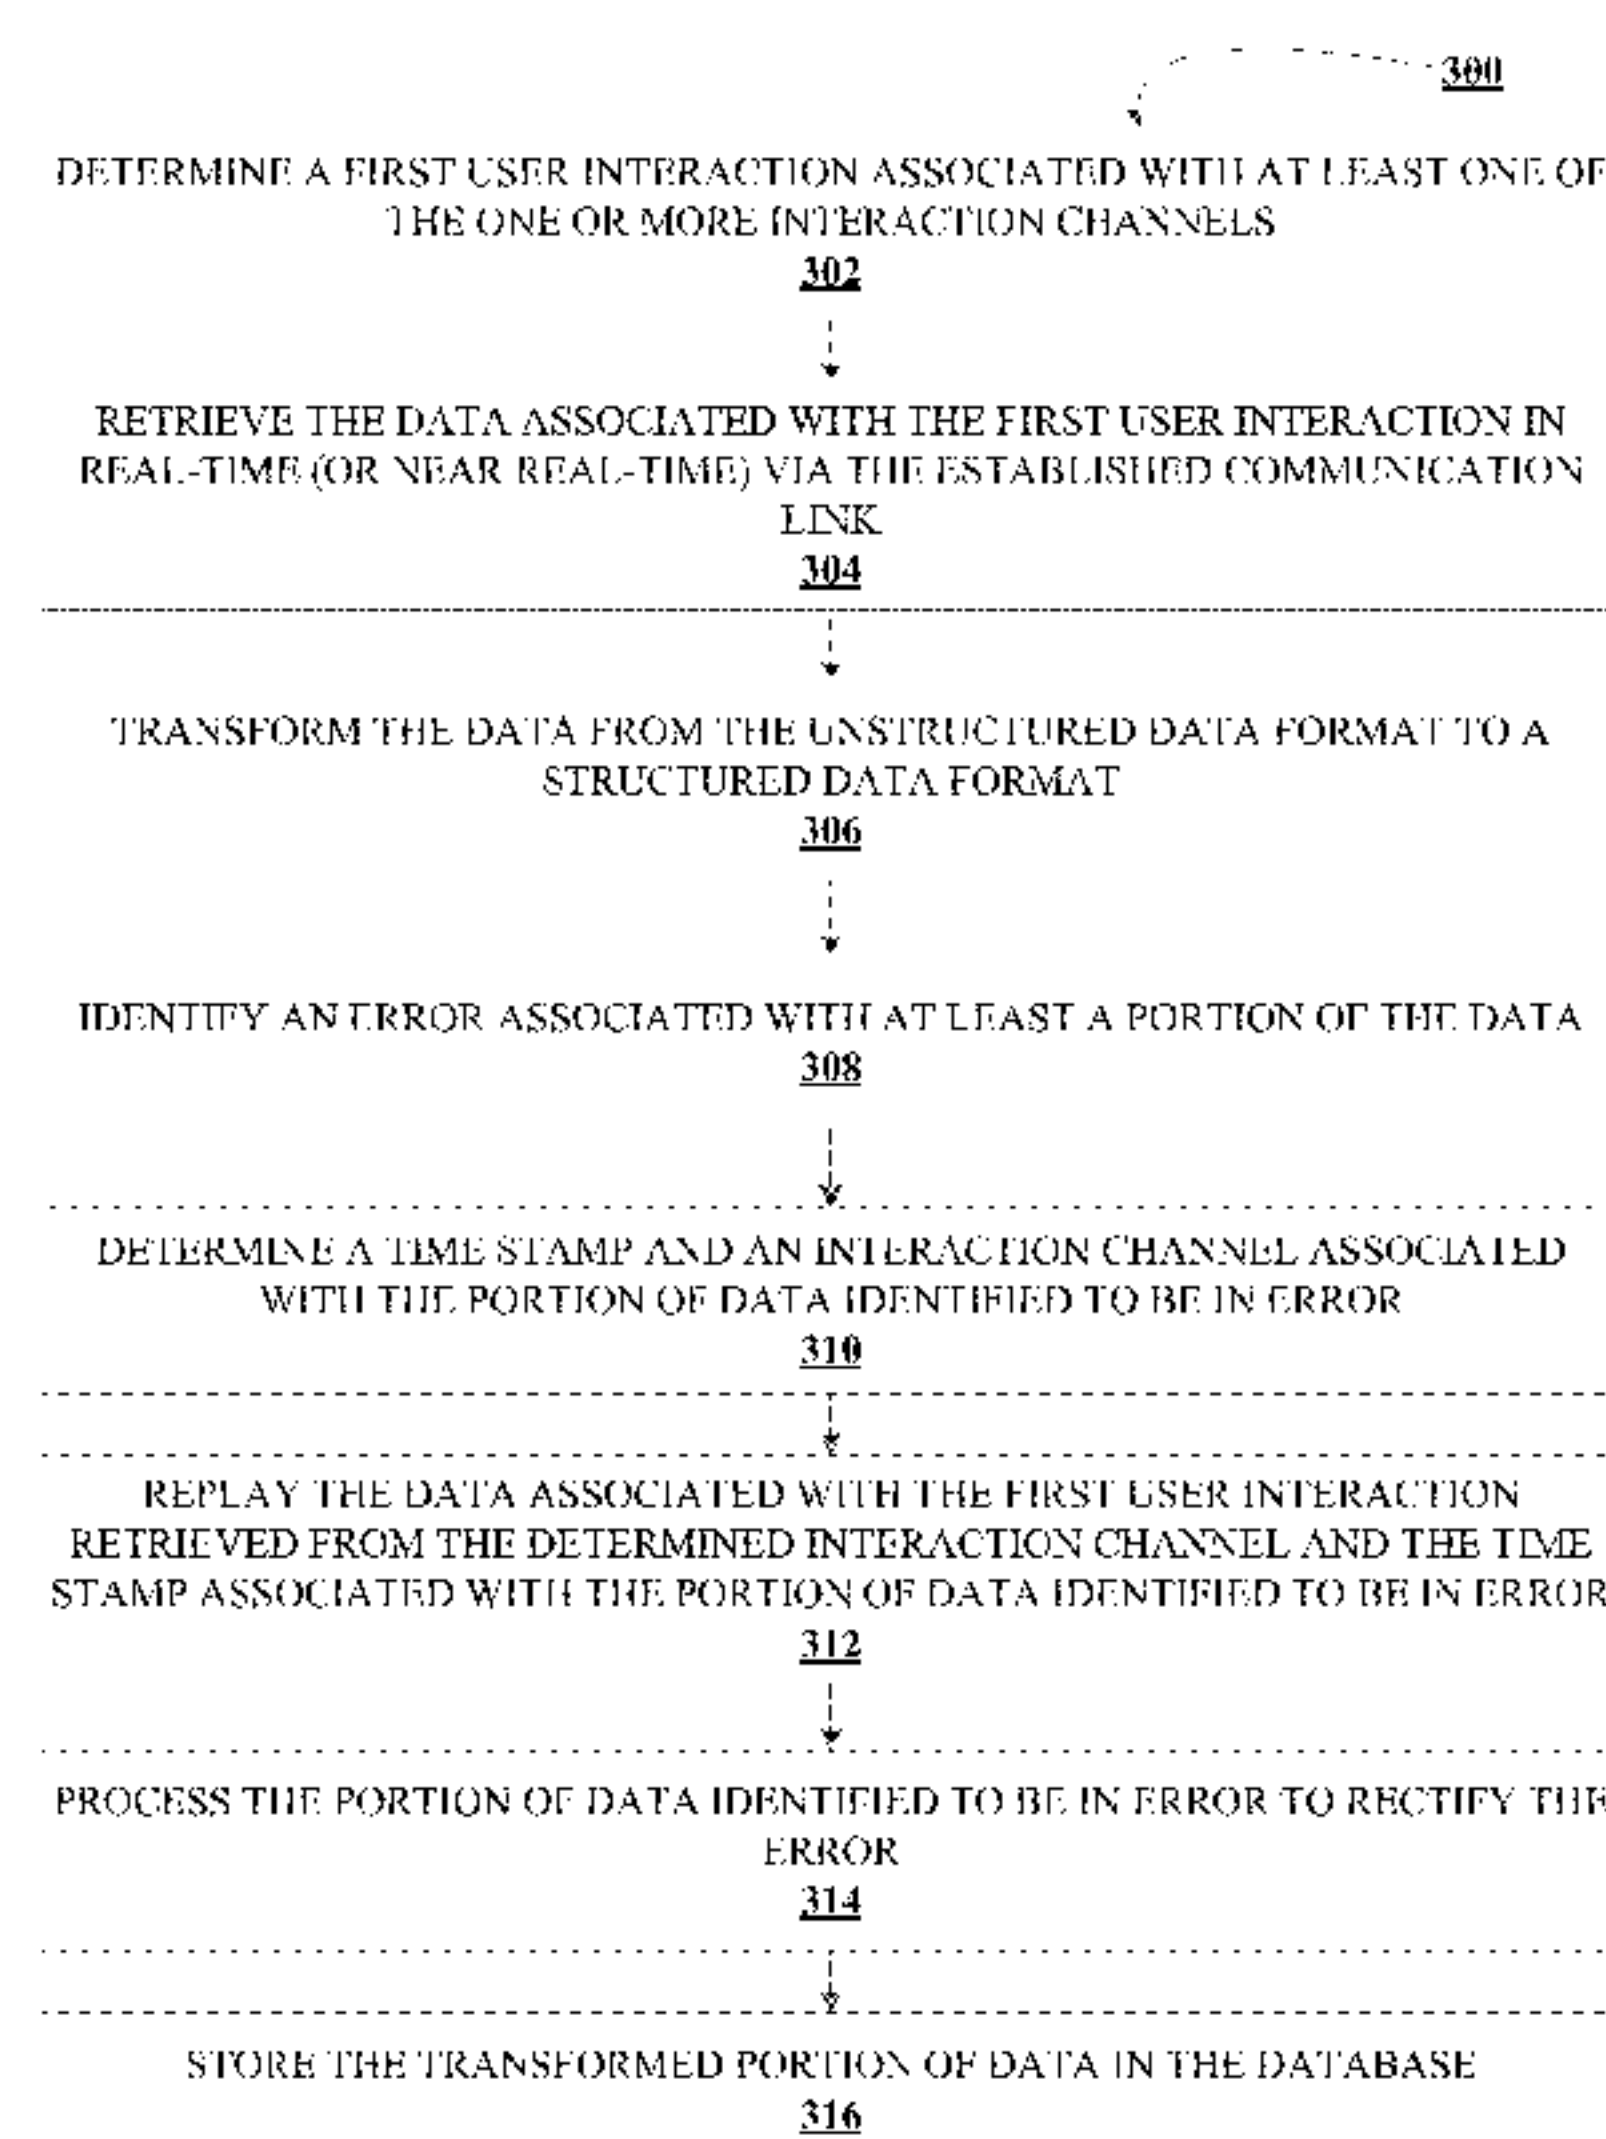 300
DETERMINE A FIRST USER INTERACTION ASSOCIATED WITH AT LEAST ONE OF
THE ONE OR MORE INTERACTION CHANNELS
302
RETRIEVE THE DATA ASSOCIATED WITH THE FIRST USER INTERACTION IN
REAL-TIME (OR NEAR REAL-TIME) VIA THE ESTABLISHED COMMUNICATION
LINK
304
TRANSFORM THE DATA FROM THE UNSTRUCTURED DATA FORMAT TO A
STRUCTURED DATA FORMAT
306
IDENTIFY AN ERROR ASSOCIATED WITH AT LEAST A PORTION OF THE DATA
308
DETERMINE A TIME STAMP AND AN INTERACTION CHANNEL ASSOCIATED
WITH THE PORTION OF DATA IDENTIFIED TO BE IN ERROR
310
REPLAY THE DATA ASSOCIATED WITH THE FIRST USER INTERACTION
RETRIEVED FROM THE DETERMINED INTERACTION CHANNEL AND THE TIME
STAMP ASSOCIATED WITH THE PORTION OF DATA IDENTIFIED TO BE IN ERROR
312
PROCESS THE PORTION OF DATA IDENTIFIED TO BE IN ERROR TO RECTIFY THE
ERROR
314
STORE THE TRANSFORMED PORTION OF DATA IN THE DATABASE
316